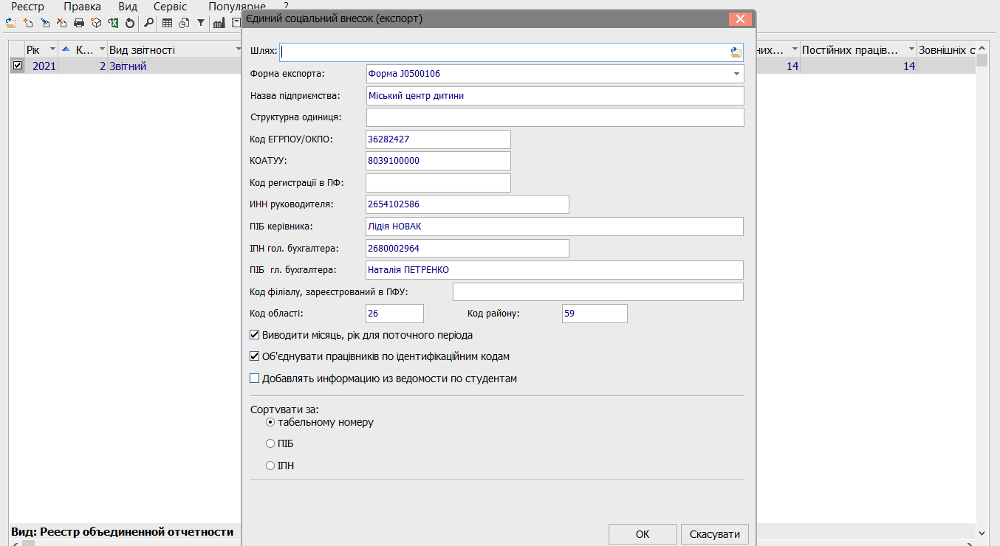 Реєстр Правка Вид Сервіс Популярне ?
Єдиний соціальний внесок (експорт)
Рік К... Вид звітності
них... Постійних праців... Зовнішніх с
2021 2 Звітний
14 14
Шлях:
Форма експорта: Форма J0500106
Назва підприємства: Міський центр дитини
Структурна одиниця:
Код ЕГРПОУ/ОКПО: 36282427
КОАТУУ: 8039100000
Код регистрації в ПФ:
ИНН руководителя: 2654102586
ПІБ керівника: Лідія НОВАК
ІПН гол. бухгалтера: 2680002964
ПІБ гл. бухгалтера: Наталія ПЕТРЕНКО
Код філіалу, зареєстрований в ПФУ:
Код області: 26 Код району: 59
Виводити місяць, рік для поточного періода
Об'єднувати працівників по ідентифікаційним кодам
Добавлять информацию из ведомости по студентам
Сортувати за:
табельному номеру
ПІБ
ІПН
Вид: Реестр объединенной отчетности
ОК Скасувати